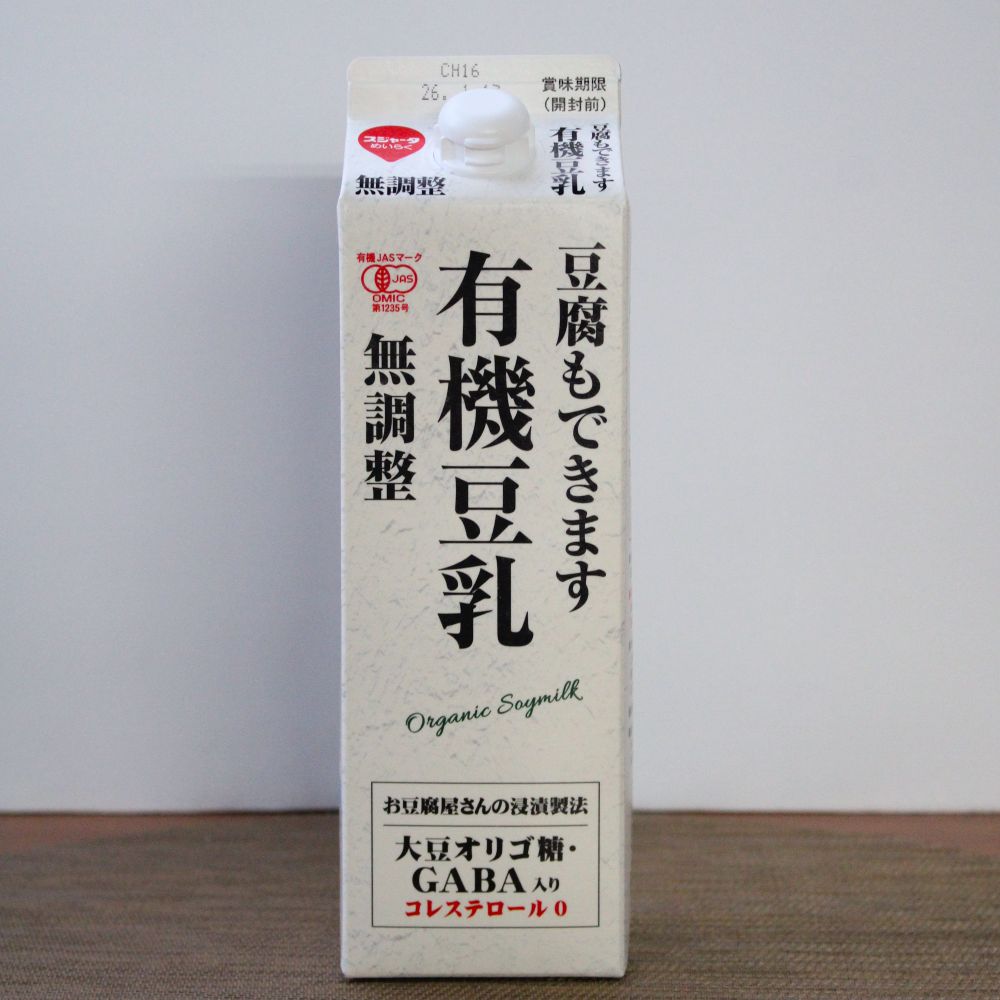 CH16
26.
賞味期限
(開封前)
スジャータ
めいらく
無調整
豆腐もできます
有機豆乳
豆腐もできます
有機豆乳
無調整
有機JASマーク
JAS
OMIC
第1235号
Organic Soymilk
お豆腐屋さんの浸漬製法
大豆オリゴ糖・
GABA入り
コレステロール0